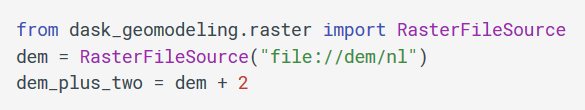 from dask_geomodeling.raster import RasterFileSource
dem = RasterFileSource("file://dem/nl")
dem_plus_two = dem + 2